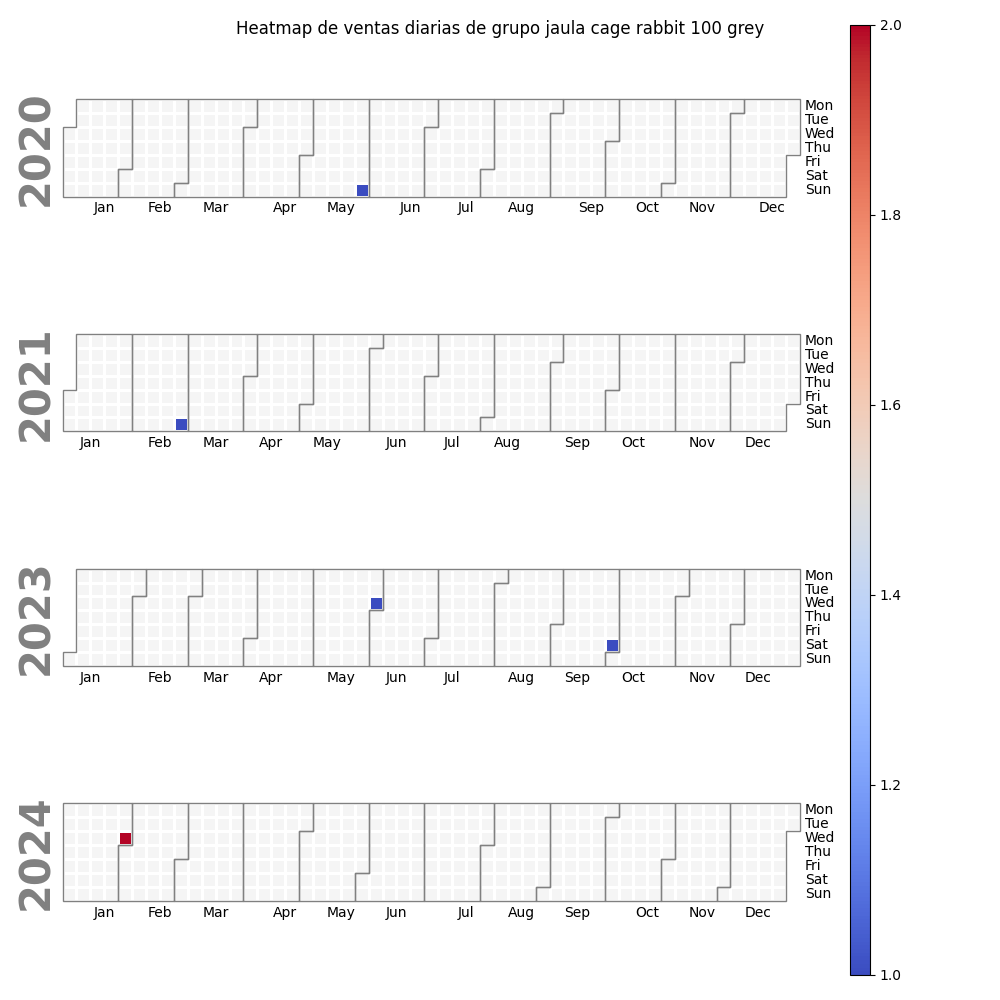 Heatmap de ventas diarias de grupo jaula cage rabbit 100 grey
2020
Mon
Tue
Wed
Thu
Fri
Sat
Sun
Jan Feb Mar Apr May Jun Jul Aug Sep Oct Nov Dec
2021
Mon
Tue
Wed
Thu
Fri
Sat
Sun
Jan Feb Mar Apr May Jun Jul Aug Sep Oct Nov Dec
2023
Mon
Tue
Wed
Thu
Fri
Sat
Sun
Jan Feb Mar Apr May Jun Jul Aug Sep Oct Nov Dec
2024
Mon
Tue
Wed
Thu
Fri
Sat
Sun
Jan Feb Mar Apr May Jun Jul Aug Sep Oct Nov Dec
2.0
1.8
1.6
1.4
1.2
1.0